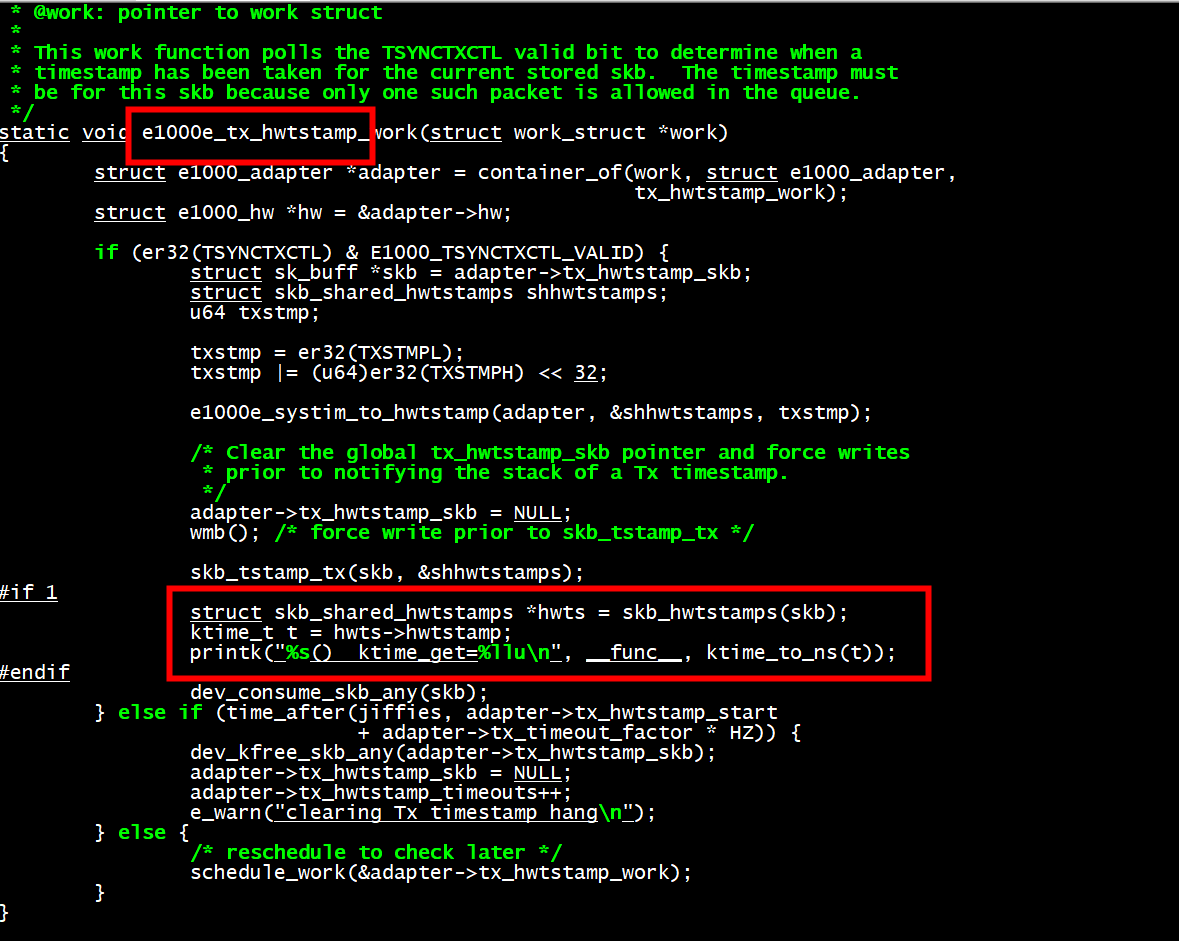 * @work: pointer to work struct
 *
 * This work function polls the TSYNCTXCTL valid bit to determine when a
 * timestamp has been taken for the current stored skb.  The timestamp must
 * be for this skb because only one such packet is allowed in the queue.
 */
static void e1000e_tx_hwtstamp_work(struct work_struct *work)
{
        struct e1000_adapter *adapter = container_of(work, struct e1000_adapter,
                                                     tx_hwtstamp_work);
        struct e1000_hw *hw = &adapter->hw;

        if (er32(TSYNCTXCTL) & E1000_TSYNCTXCTL_VALID) {
                struct sk_buff *skb = adapter->tx_hwtstamp_skb;
                struct skb_shared_hwtstamps shhwtstamps;
                u64 txstmp;

                txstmp = er32(TXSTMPL);
                txstmp |= (u64)er32(TXSTMPH) << 32;

                e1000e_systim_to_hwtstamp(adapter, &shhwtstamps, txstmp);

                /* Clear the global tx_hwtstamp_skb pointer and force writes
                 * prior to notifying the stack of a Tx timestamp.
                 */
                adapter->tx_hwtstamp_skb = NULL;
                wmb(); /* force write prior to skb_tstamp_tx */

                skb_tstamp_tx(skb, &shhwtstamps);
#if 1
                struct skb_shared_hwtstamps *hwts = skb_hwtstamps(skb);
                ktime_t t = hwts->hwtstamp;
                printk("%s()  ktime_get=%llu\n", __func__, ktime_to_ns(t));
#endif
                dev_consume_skb_any(skb);
        } else if (time_after(jiffies, adapter->tx_hwtstamp_start
                              + adapter->tx_timeout_factor * HZ)) {
                dev_kfree_skb_any(adapter->tx_hwtstamp_skb);
                adapter->tx_hwtstamp_skb = NULL;
                adapter->tx_hwtstamp_timeouts++;
                e_warn("clearing Tx timestamp hang\n");
        } else {
                /* reschedule to check later */
                schedule_work(&adapter->tx_hwtstamp_work);
        }
}